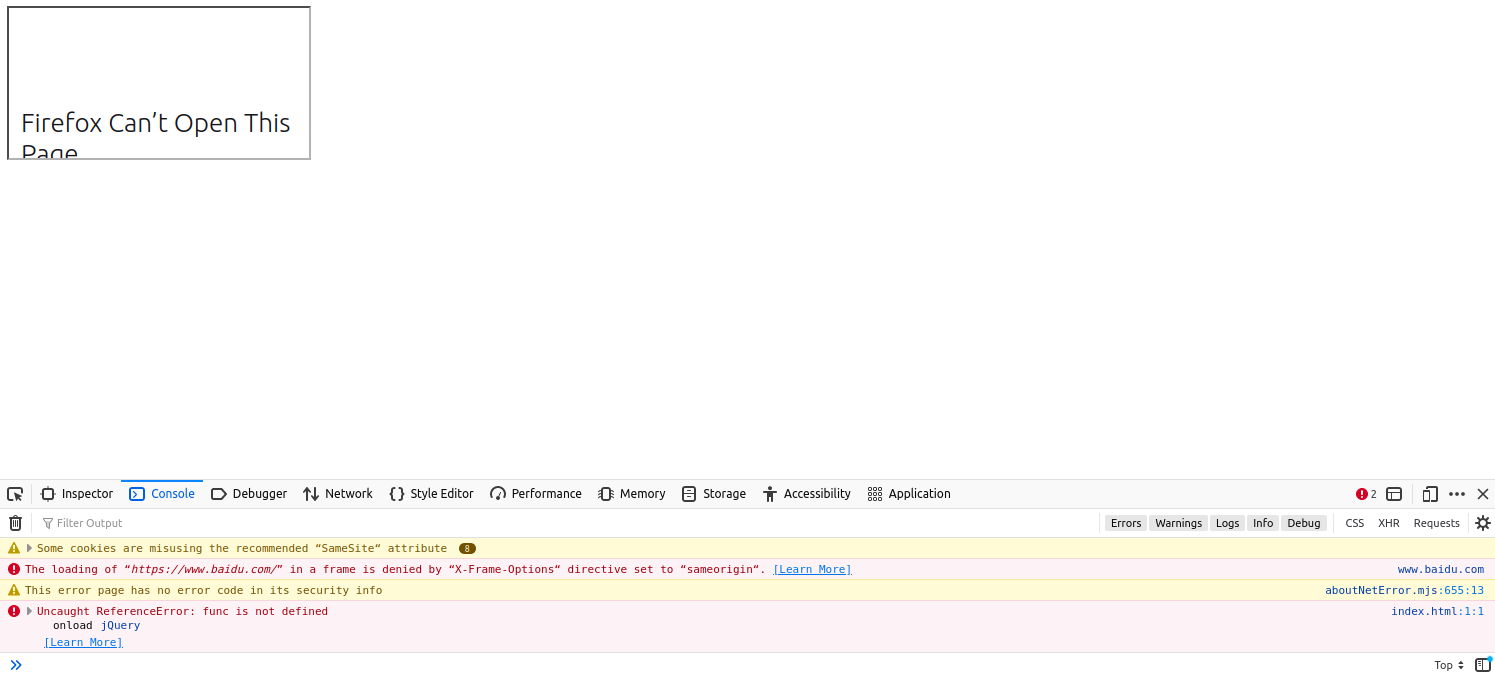 Firefox Can’t Open This
Page
Inspector Console Debugger Network Style Editor Performance Memory Storage Accessibility Application 2
Filter Output Errors Warnings Logs Info Debug CSS XHR Requests
Some cookies are misusing the recommended “SameSite“ attribute 8
The loading of “https://www.baidu.com/” in a frame is denied by “X-Frame-Options“ directive set to “sameorigin“. [Learn More] www.baidu.com
This error page has no error code in its security info aboutNetError.mjs:655:13
Uncaught ReferenceError: func is not defined index.html:1:1
onload jQuery
[Learn More]
Top